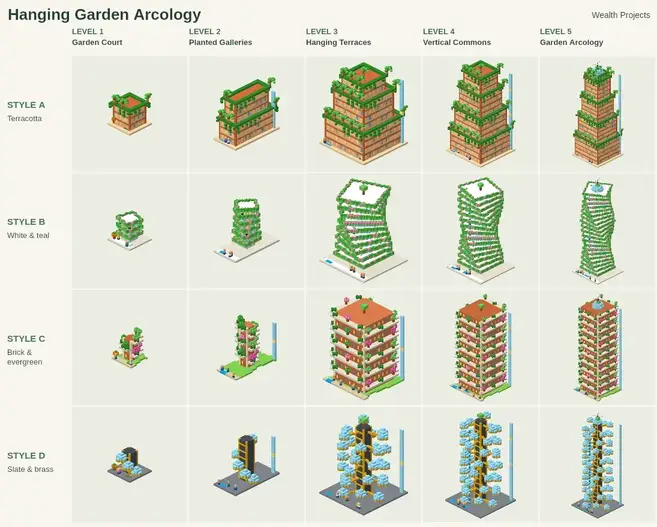 Hanging Garden Arcology
Wealth Projects
LEVEL 1
Garden Court
LEVEL 2
Planted Galleries
LEVEL 3
Hanging Terraces
LEVEL 4
Vertical Commons
LEVEL 5
Garden Arcology
STYLE A
Terracotta
STYLE B
White & teal
STYLE C
Brick &
evergreen
STYLE D
Slate & brass